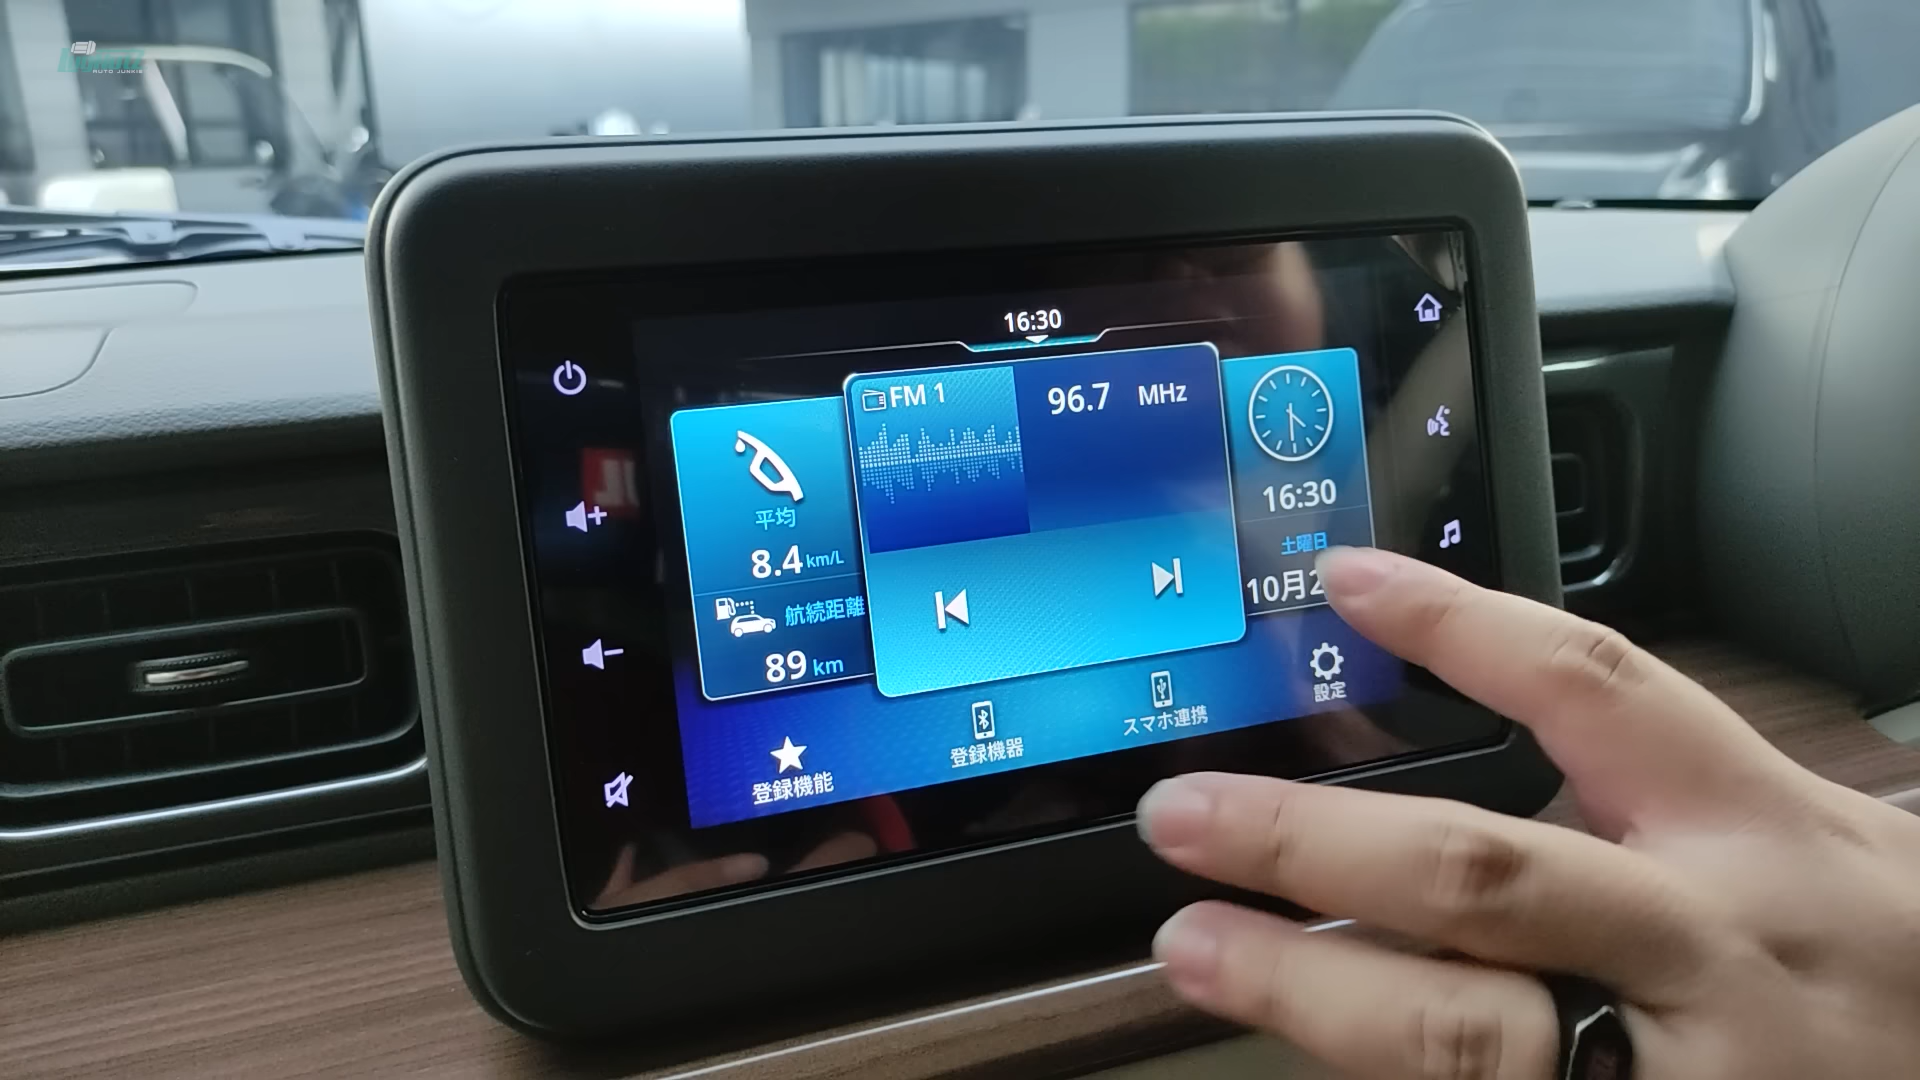 AUTO JUNKIE
16:30
FM 1
96.7 MHz
平均
8.4 km/L
航続距離
89 km
16:30
土曜日
10月2
登録機能
登録機器
スマホ連携
設定